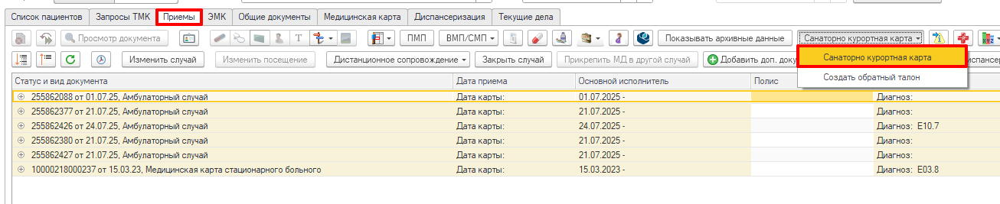 Список пациентов Запросы ТМК Приемы ЭМК Общие документы Медицинская карта Диспансеризация Текущие дела
Просмотр документа Т ПМП ВМП/СМП Показывать архивные данные Санаторно курортная карта
Изменить случай Изменить посещение Дистанционное сопровождение Закрыть случай Прикрепить МД в другой случай Добавить доп. доку
Санаторно курортная карта
Создать обратный талон
Статус и вид документа Дата приема Основной исполнитель Полис
255862088 от 01.07.25, Амбулаторный случай Дата карты: 01.07.2025 - Диагноз:
255862377 от 21.07.25, Амбулаторный случай Дата карты: 21.07.2025 - Диагноз:
255862426 от 24.07.25, Амбулаторный случай Дата карты: 24.07.2025 - Диагноз: E10.7
255862380 от 21.07.25, Амбулаторный случай Дата карты: 21.07.2025 - Диагноз:
255862427 от 21.07.25, Амбулаторный случай Дата карты: 21.07.2025 - Диагноз:
10000218000237 от 15.03.23, Медицинская карта стационарного больного Дата карты: 15.03.2023 - Диагноз: E03.8